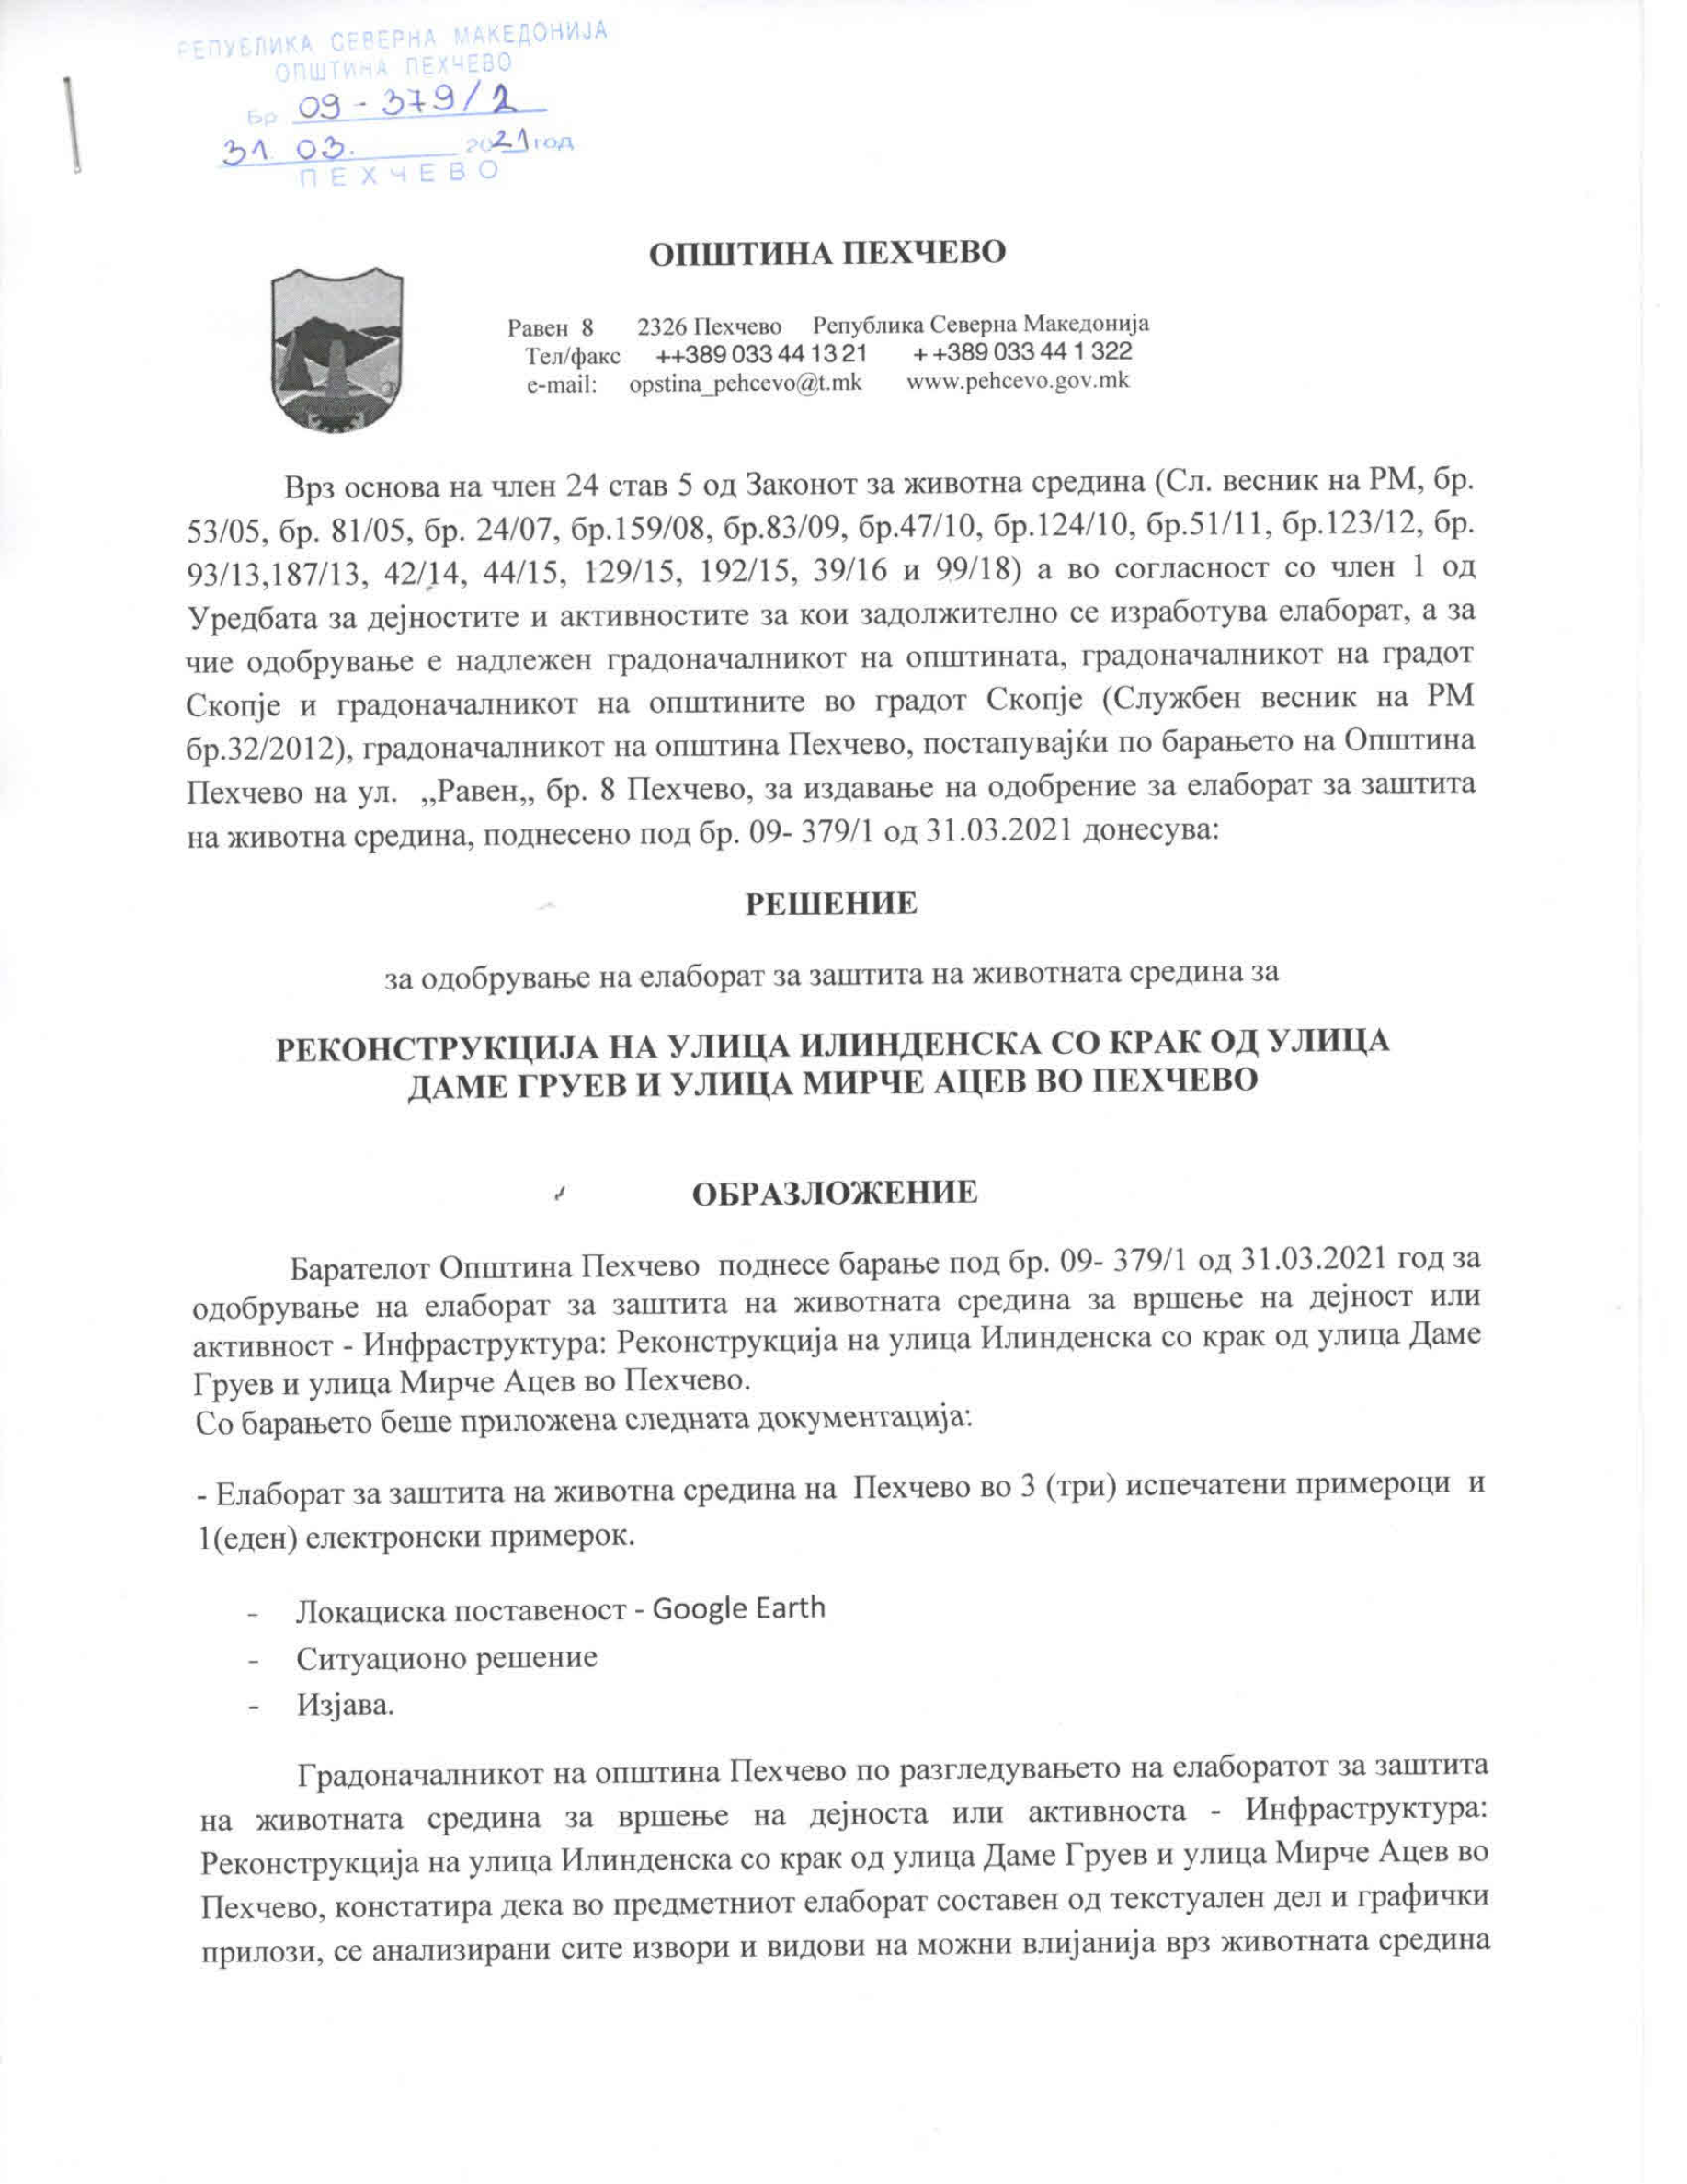 РЕПУБЛИКА СЕВЕРНА МАКЕДОНИЈА
ОПШТИНА ПЕХЧЕВО
Бр 09 - 379/2
31 03. 2021 год
ПЕХЧЕВО
ОПШТИНА ПЕХЧЕВО
Равен 8 2326 Пехчево Република Северна Македонија
Тел/факс ++389 033 44 13 21 + +389 033 44 1 322
e-mail: opstina_pehcevo@t.mk www.pehcevo.gov.mk
Врз основа на член 24 став 5 од Законот за животна средина (Сл. весник на РМ, бр.
53/05, бр. 81/05, бр. 24/07, бр.159/08, бр.83/09, бр.47/10, бр.124/10, бр.51/11, бр.123/12, бр.
93/13,187/13, 42/14, 44/15, 129/15, 192/15, 39/16 и 99/18) а во согласност со член 1 од
Уредбата за дејностите и активностите за кои задолжително се изработува елаборат, а за
чие одобрување е надлежен градоначалникот на општината, градоначалникот на градот
Скопје и градоначалникот на општините во градот Скопје (Службен весник на РМ
бр.32/2012), градоначалникот на општина Пехчево, постапувајќи по барањето на Општина
Пехчево на ул. „Равен„ бр. 8 Пехчево, за издавање на одобрение за елаборат за заштита
на животна средина, поднесено под бр. 09- 379/1 од 31.03.2021 донесува:
РЕШЕНИЕ
за одобрување на елаборат за заштита на животната средина за
РЕКОНСТРУКЦИЈА НА УЛИЦА ИЛИНДЕНСКА СО КРАК ОД УЛИЦА
ДАМЕ ГРУЕВ И УЛИЦА МИРЧЕ АЦЕВ ВО ПЕХЧЕВО
ОБРАЗЛОЖЕНИЕ
Барателот Општина Пехчево поднесе барање под бр. 09- 379/1 од 31.03.2021 год за
одобрување на елаборат за заштита на животната средина за вршење на дејност или
активност - Инфраструктура: Реконструкција на улица Илинденска со крак од улица Даме
Груев и улица Мирче Ацев во Пехчево.
Со барањето беше приложена следната документација:
- Елаборат за заштита на животна средина на Пехчево во 3 (три) испечатени примероци и
1(еден) електронски примерок.
- Локациска поставеност - Google Earth
- Ситуационо решение
- Изјава.
Градоначалникот на општина Пехчево по разгледувањето на елаборатот за заштита
на животната средина за вршење на дејноста или активноста - Инфраструктура:
Реконструкција на улица Илинденска со крак од улица Даме Груев и улица Мирче Ацев во
Пехчево, констатира дека во предметниот елаборат составен од текстуален дел и графички
прилози, се анализирани сите извори и видови на можни влијанија врз животната средина